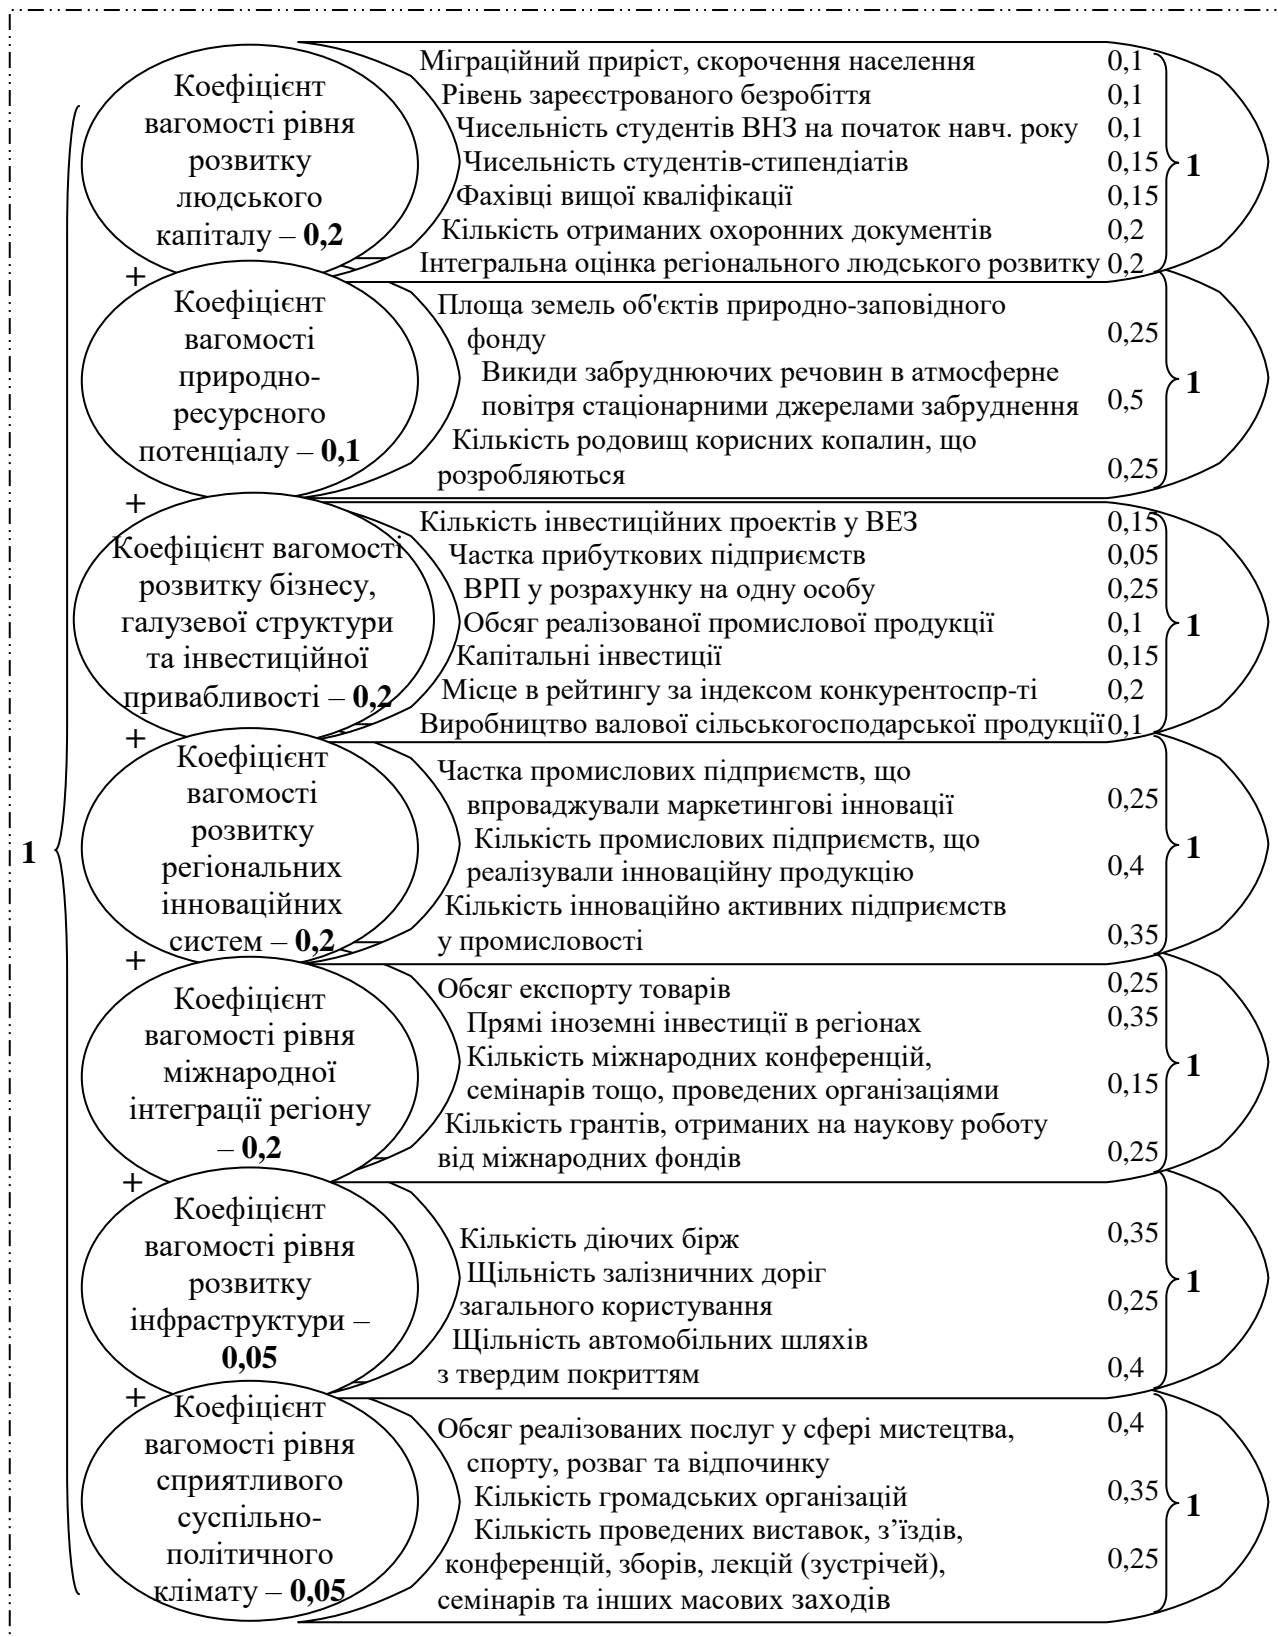 1
Коефіцієнт
вагомості рівня
розвитку
людського
капіталу – 0,2
Міграційний приріст, скорочення населення 0,1
Рівень зареєстрованого безробіття 0,1
Чисельність студентів ВНЗ на початок навч. року 0,1
Чисельність студентів-стипендіатів 0,15
Фахівці вищої кваліфікації 0,15
Кількість отриманих охоронних документів 0,2
Інтегральна оцінка регіонального людського розвитку 0,2
1
+
Коефіцієнт
вагомості
природно-
ресурсного
потенціалу – 0,1
Площа земель об'єктів природно-заповідного
фонду 0,25
Викиди забруднюючих речовин в атмосферне
повітря стаціонарними джерелами забруднення 0,5
Кількість родовищ корисних копалин, що
розробляються 0,25
1
+
Коефіцієнт вагомості
розвитку бізнесу,
галузевої структури
та інвестиційної
привабливості – 0,2
Кількість інвестиційних проектів у ВЕЗ 0,15
Частка прибуткових підприємств 0,05
ВРП у розрахунку на одну особу 0,25
Обсяг реалізованої промислової продукції 0,1
Капітальні інвестиції 0,15
Місце в рейтингу за індексом конкурентоспр-ті 0,2
Виробництво валової сільськогосподарської продукції 0,1
1
+
Коефіцієнт
вагомості
розвитку
регіональних
інноваційних
систем – 0,2
Частка промислових підприємств, що
впроваджували маркетингові інновації 0,25
Кількість промислових підприємств, що
реалізували інноваційну продукцію 0,4
Кількість інноваційно активних підприємств
у промисловості 0,35
1
+
Коефіцієнт
вагомості рівня
міжнародної
інтеграції регіону
– 0,2
Обсяг експорту товарів 0,25
Прямі іноземні інвестиції в регіонах 0,35
Кількість міжнародних конференцій,
семінарів тощо, проведених організаціями 0,15
Кількість грантів, отриманих на наукову роботу
від міжнародних фондів 0,25
1
+
Коефіцієнт
вагомості рівня
розвитку
інфраструктури –
0,05
Кількість діючих бірж 0,35
Щільність залізничних доріг
загального користування 0,25
Щільність автомобільних шляхів
з твердим покриттям 0,4
1
+
Коефіцієнт
вагомості рівня
сприятливого
суспільно-
політичного
клімату – 0,05
Обсяг реалізованих послуг у сфері мистецтва, 0,4
спорту, розваг та відпочинку
Кількість громадських організацій 0,35
Кількість проведених виставок, з’їздів,
конференцій, зборів, лекцій (зустрічей), 0,25
семінарів та інших масових заходів
1